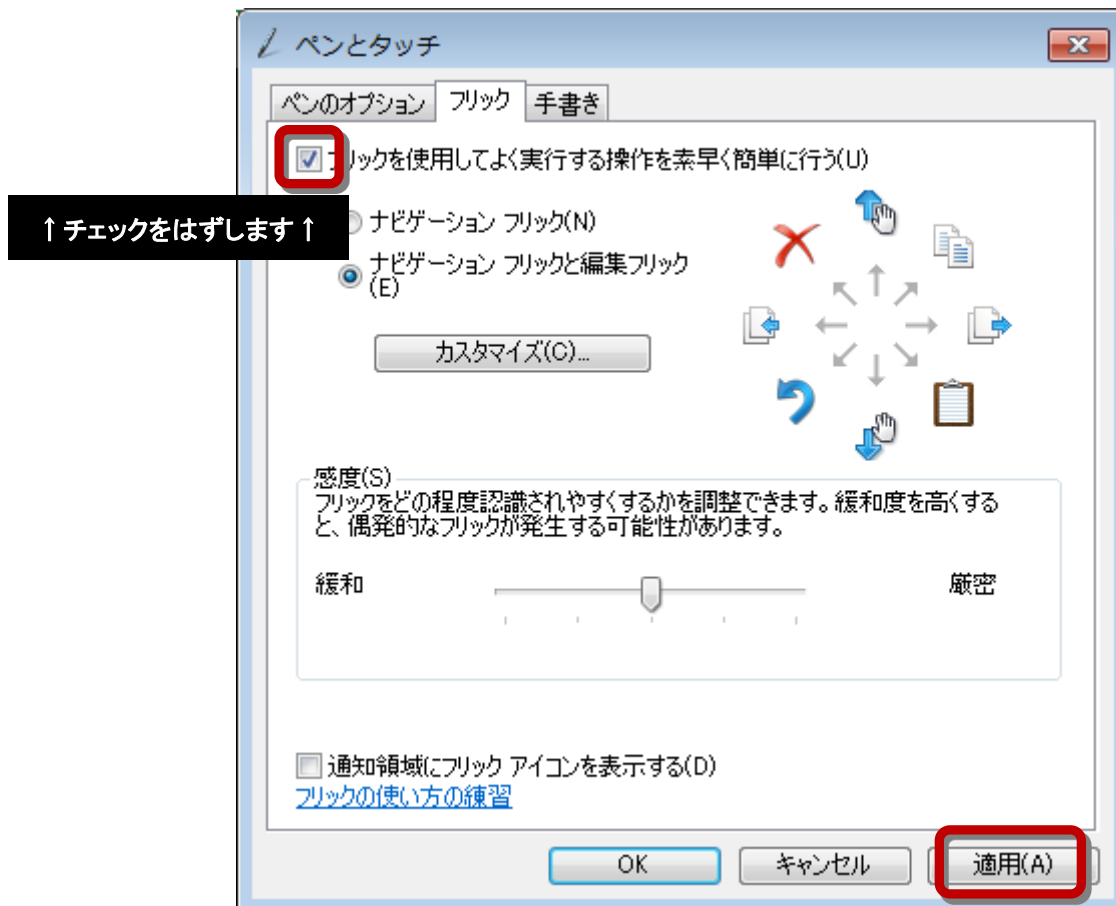 ペンとタッチ
ペンのオプション フリック 手書き
フリックを使用してよく実行する操作を素早く簡単に行う(U)
↑チェックをはずします↑
ナビゲーション フリック(N)
ナビゲーション フリックと編集フリック
(E)
カスタマイズ(C)...
感度(S)
フリックをどの程度認識されやすくするかを調整できます。緩和度を高くする
と、偶発的なフリックが発生する可能性があります。
緩和 厳密
通知領域にフリック アイコンを表示する(D)
フリックの使い方の練習
OK キャンセル 適用(A)